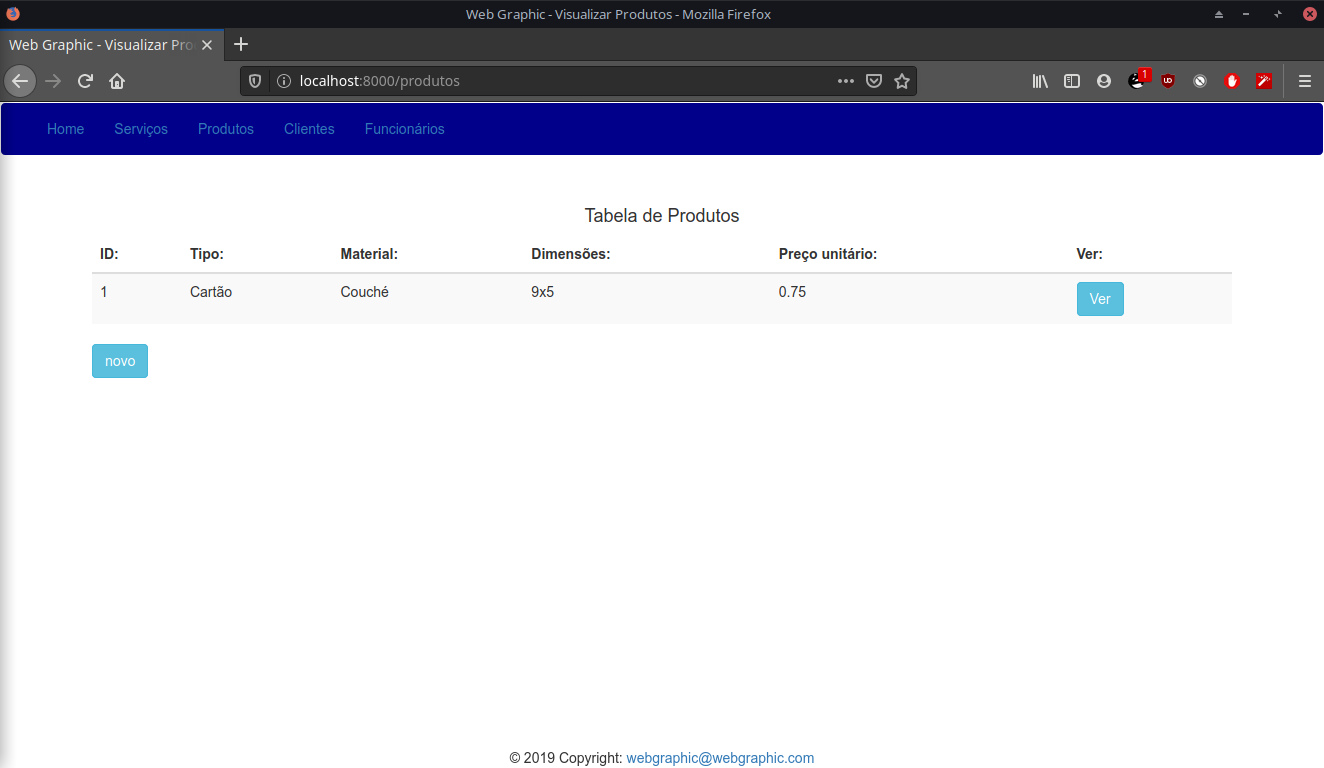 Web Graphic - Visualizar Produtos - Mozilla Firefox
Web Graphic - Visualizar Pro
localhost:8000/produtos
1
UD
Home Serviços Produtos Clientes Funcionários
Tabela de Produtos
ID: Tipo: Material: Dimensões: Preço unitário: Ver:
1 Cartão Couché 9x5 0.75 Ver
novo
© 2019 Copyright: webgraphic@webgraphic.com